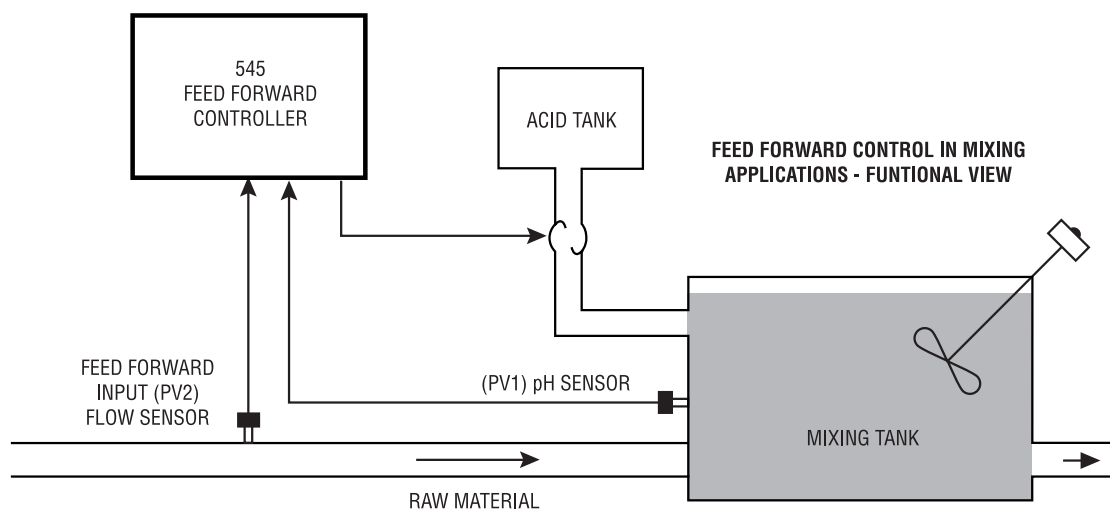 545
FEED FORWARD
CONTROLLER
ACID TANK
FEED FORWARD CONTROL IN MIXING
APPLICATIONS - FUNTIONAL VIEW
FEED FORWARD
INPUT (PV2)
FLOW SENSOR
(PV1) pH SENSOR
MIXING TANK
RAW MATERIAL